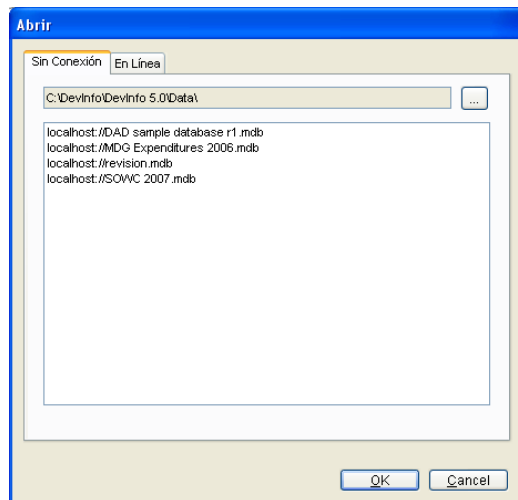 Abrir
Sin Conexión En Línea
C:\DevInfo\DevInfo 5.0\Data\ ...
localhost://DAD sample database r1.mdb
localhost://MDG Expenditures 2006.mdb
localhost://revision.mdb
localhost://SOWC 2007.mdb
OK Cancel